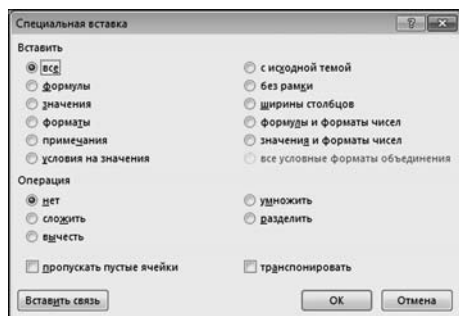 Специальная вставка
Вставить
все
с исходной темой
формулы
без рамки
значения
ширины столбцов
форматы
формулы и форматы чисел
примечания
значения и форматы чисел
условия на значения
все условные форматы объединения
Операция
нет
умножить
сложить
разделить
вычесть
пропускать пустые ячейки
транспонировать
Вставить связь
ОК
Отмена